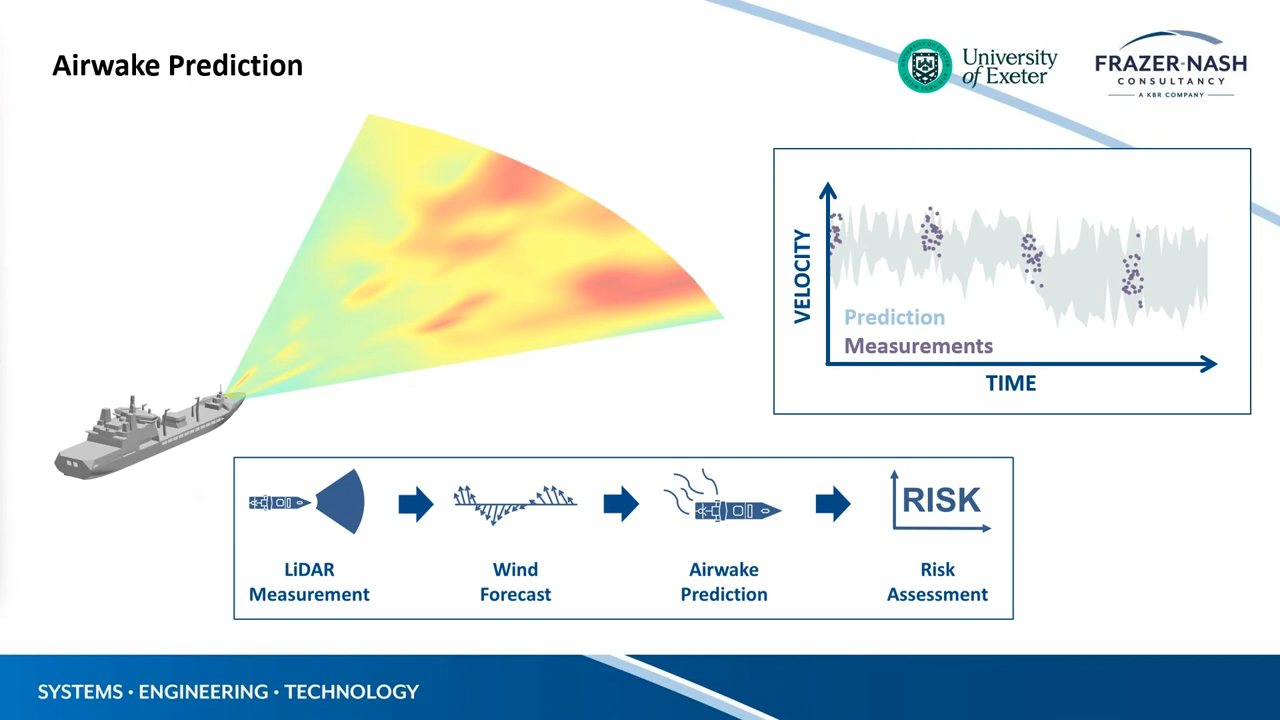 Airwake Prediction
University
of Exeter
FRAZER-NASH
CONSULTANCY
A KBR COMPANY
VELOCITY
Prediction
Measurements
TIME
RISK
LiDAR
Measurement
Wind
Forecast
Airwake
Prediction
Risk
Assessment
SYSTEMS · ENGINEERING · TECHNOLOGY